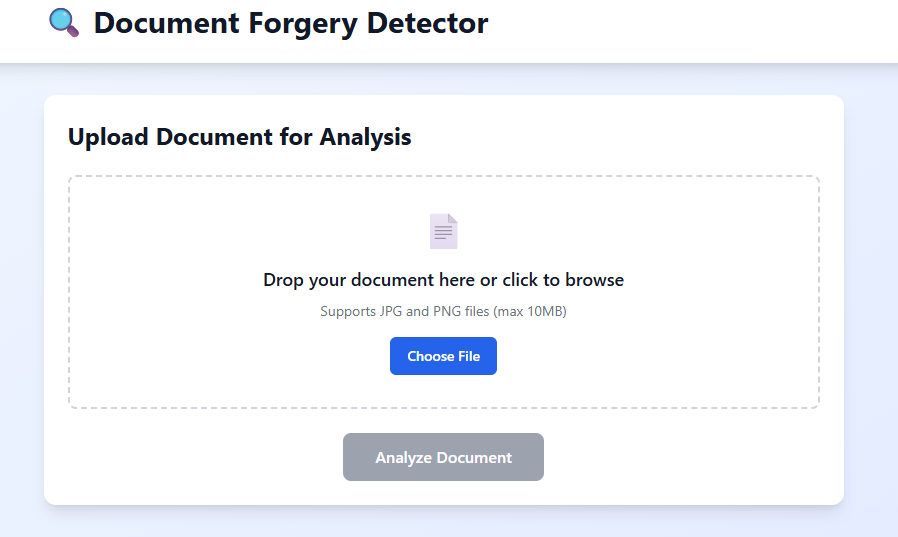 Document Forgery Detector
Upload Document for Analysis
Drop your document here or click to browse
Supports JPG and PNG files (max 10MB)
Choose File
Analyze Document